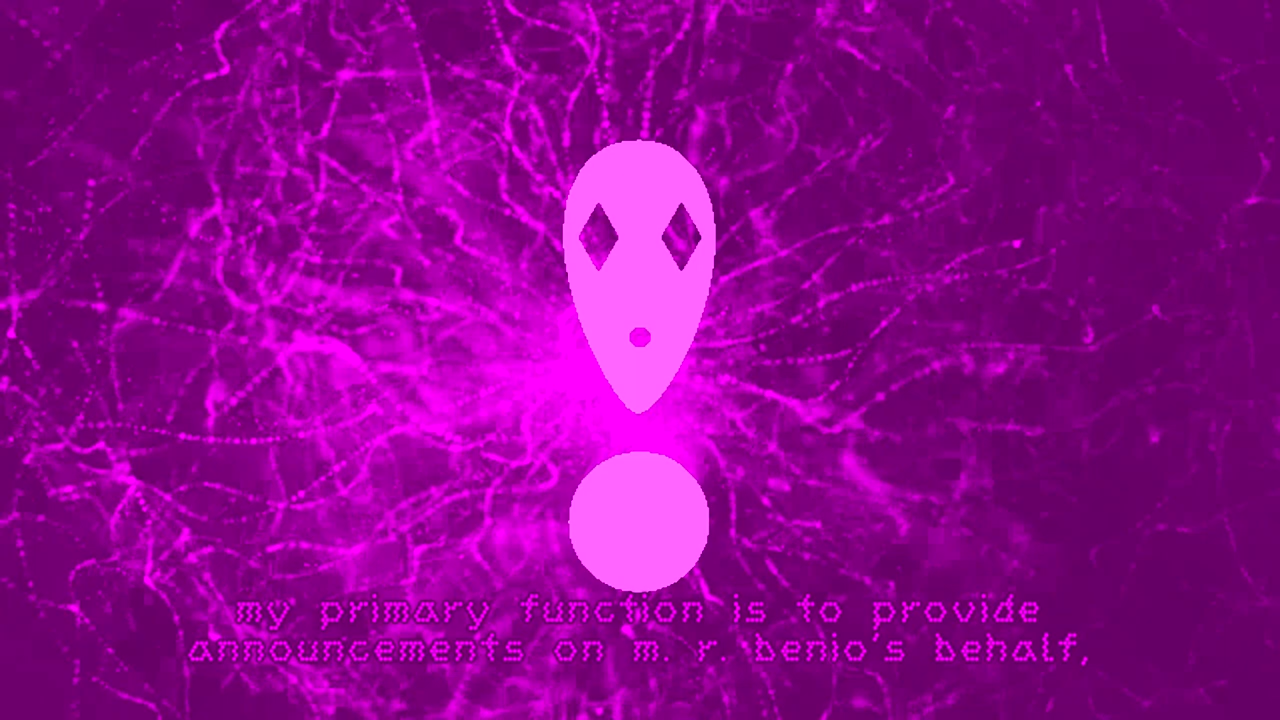 my primary function is to provide
announcements on m. r. benio's behalf,